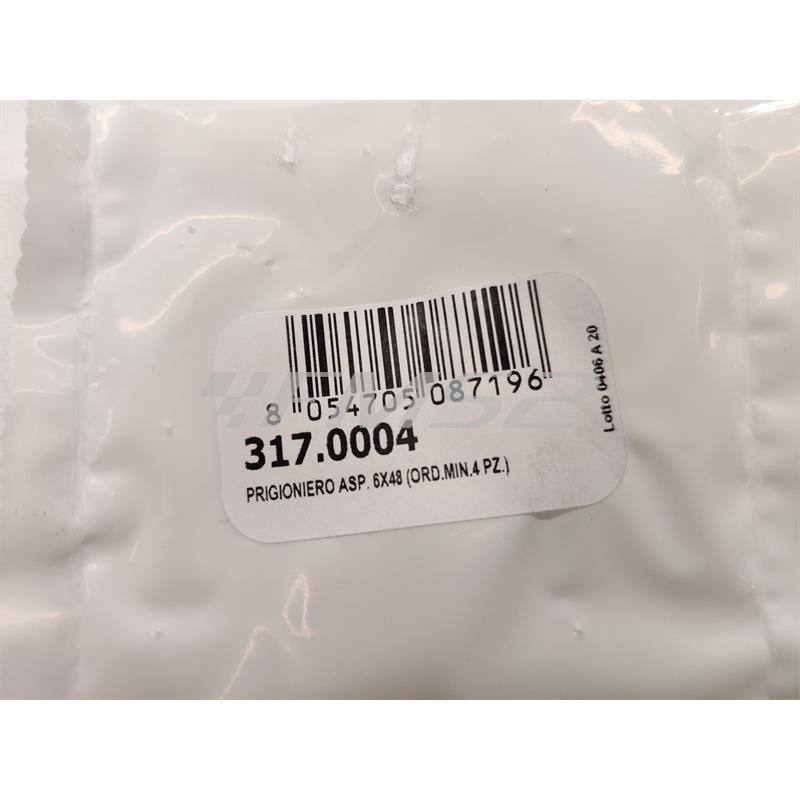 8 054705 087196
317.0004
PRIGIONIERO ASP. 6X48 (ORD.MIN.4 PZ.)
Lotto 0406 A 20